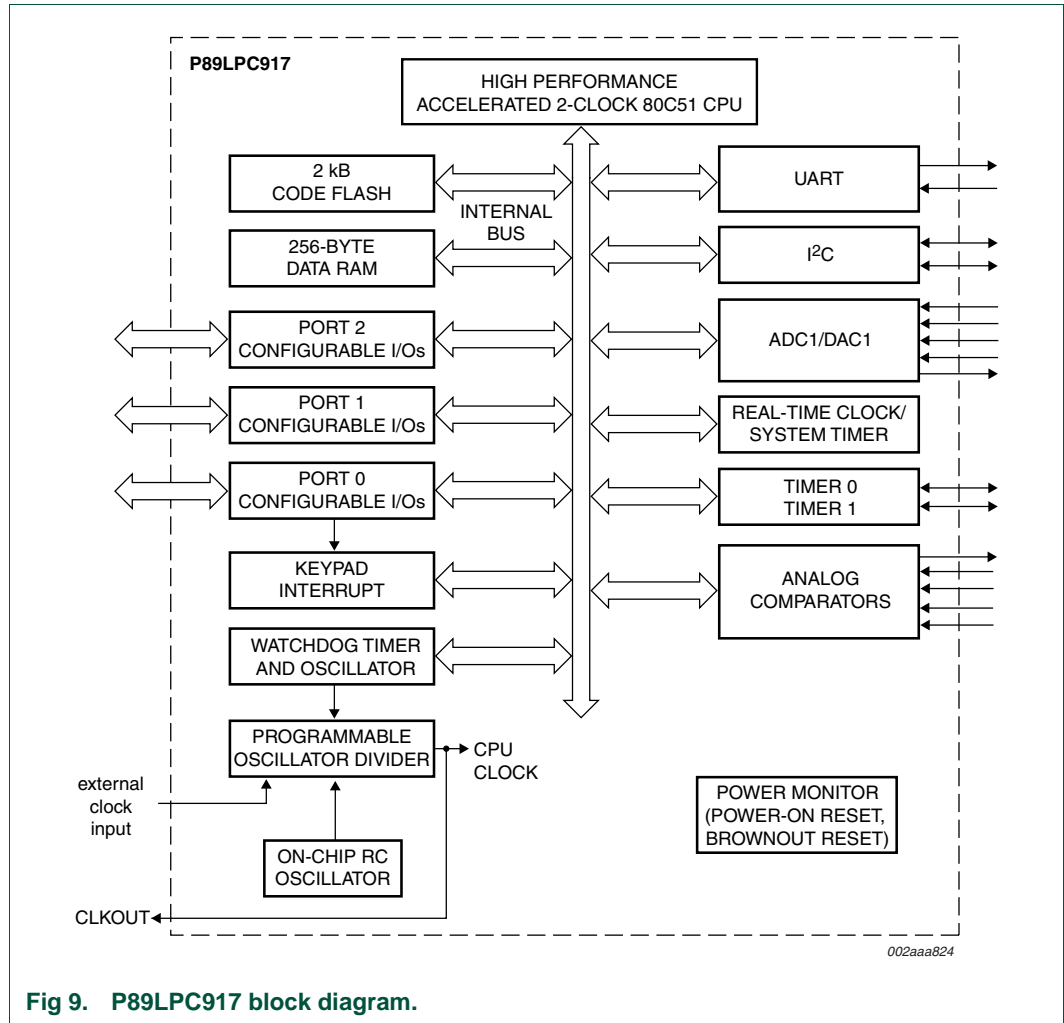 P89LPC917
HIGH PERFORMANCE
ACCELERATED 2-CLOCK 80C51 CPU
2 kB
CODE FLASH
INTERNAL
BUS
256-BYTE
DATA RAM
PORT 2
CONFIGURABLE I/Os
PORT 1
CONFIGURABLE I/Os
PORT 0
CONFIGURABLE I/Os
KEYPAD
INTERRUPT
WATCHDOG TIMER
AND OSCILLATOR
PROGRAMMABLE
OSCILLATOR DIVIDER
CPU
CLOCK
external
clock
input
ON-CHIP RC
OSCILLATOR
CLKOUT
UART
I²C
ADC1/DAC1
REAL-TIME CLOCK/
SYSTEM TIMER
TIMER 0
TIMER 1
ANALOG
COMPARATORS
POWER MONITOR
(POWER-ON RESET,
BROWNOUT RESET)
002aaa824
Fig 9. P89LPC917 block diagram.